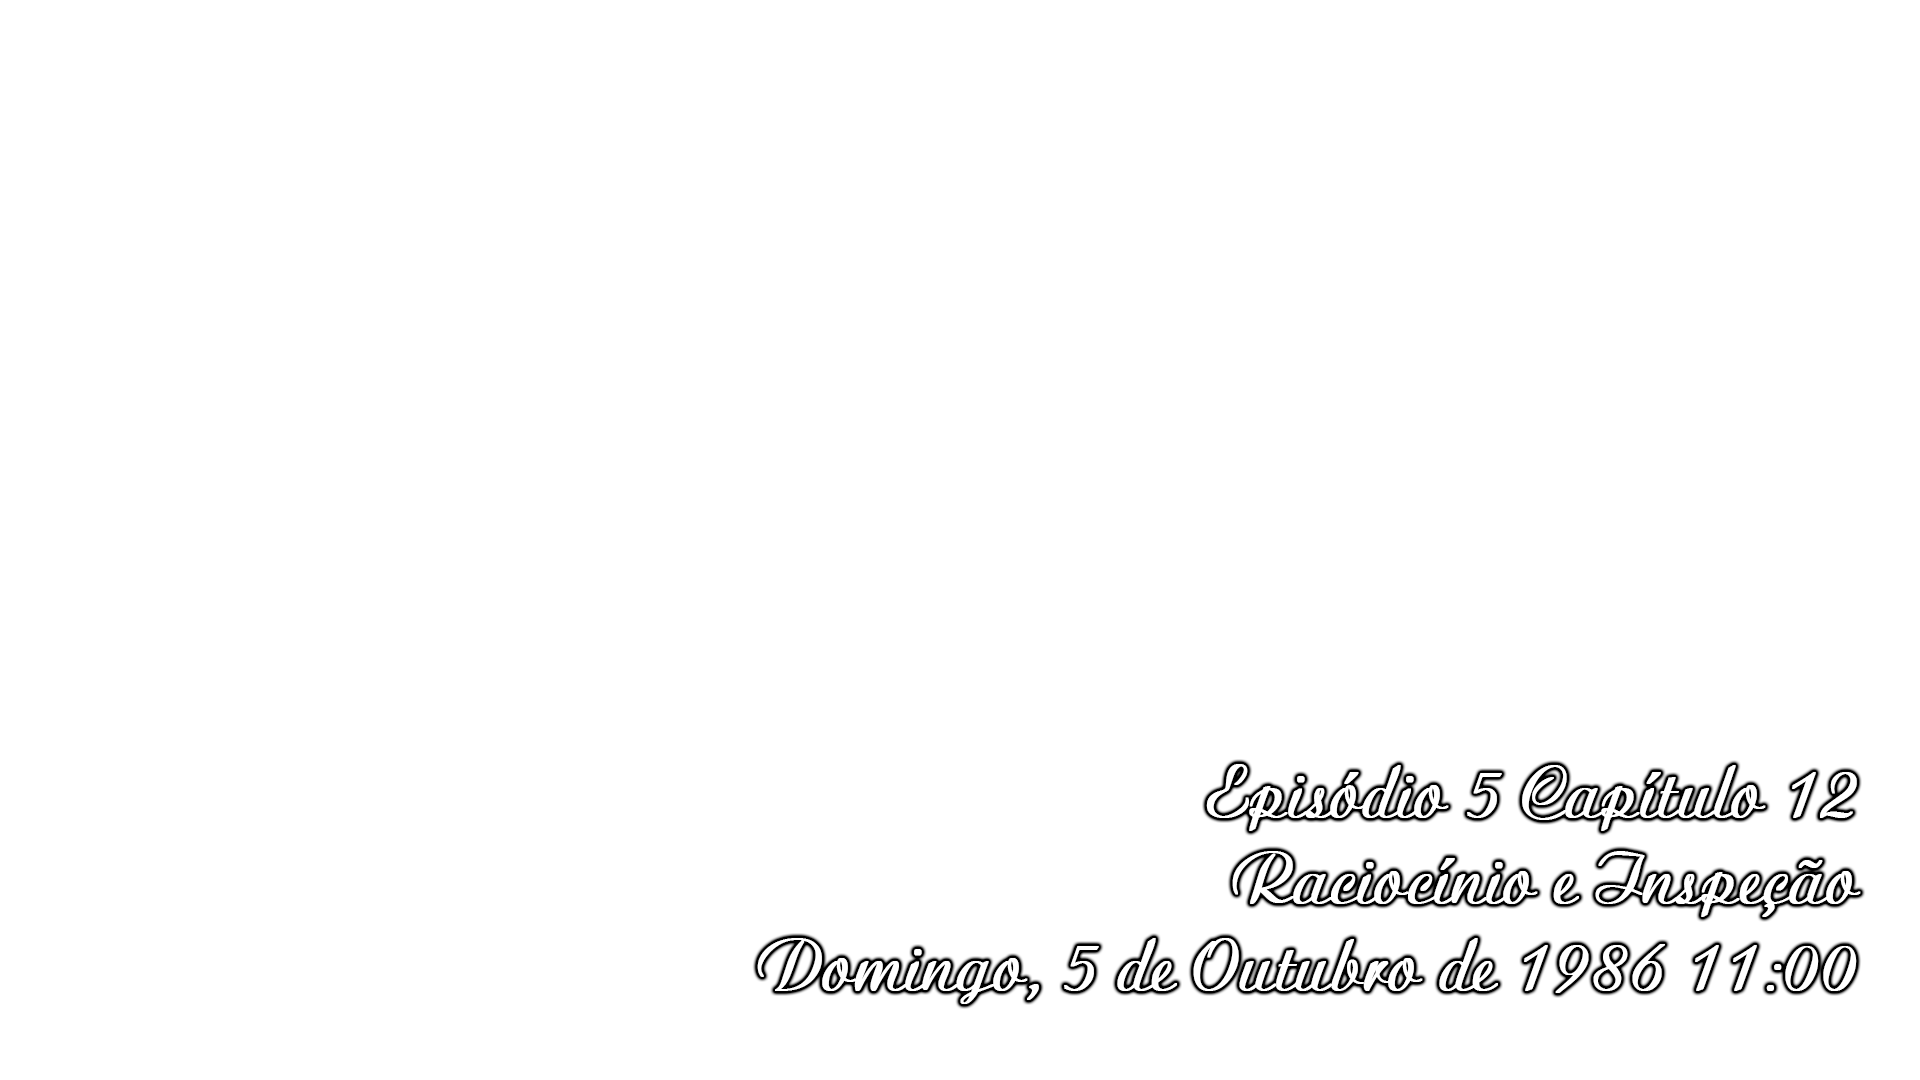 Episódio 5 Capítulo 12
Raciocínio e Inspeção
Domingo, 5 de Outubro de 1986 11:00